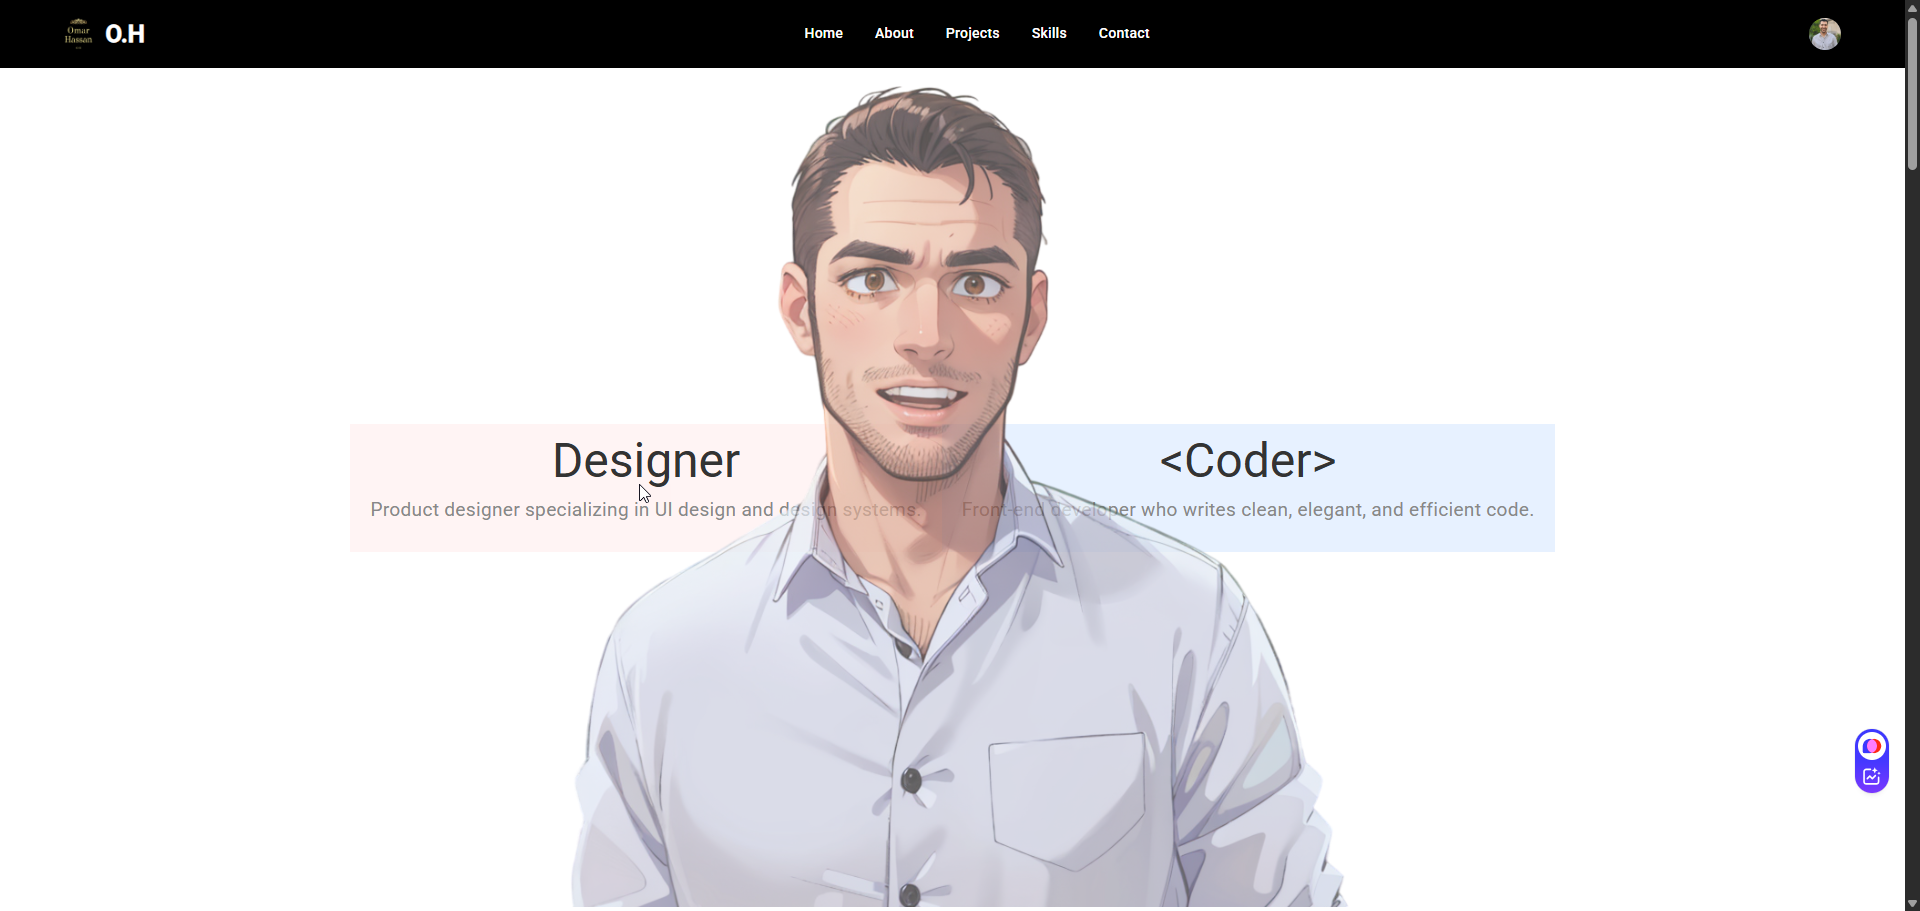 Omar
Hassan
O.H
Home About Projects Skills Contact
Designer
Product designer specializing in UI design and design systems.
<Coder>
Front-end developer who writes clean, elegant, and efficient code.